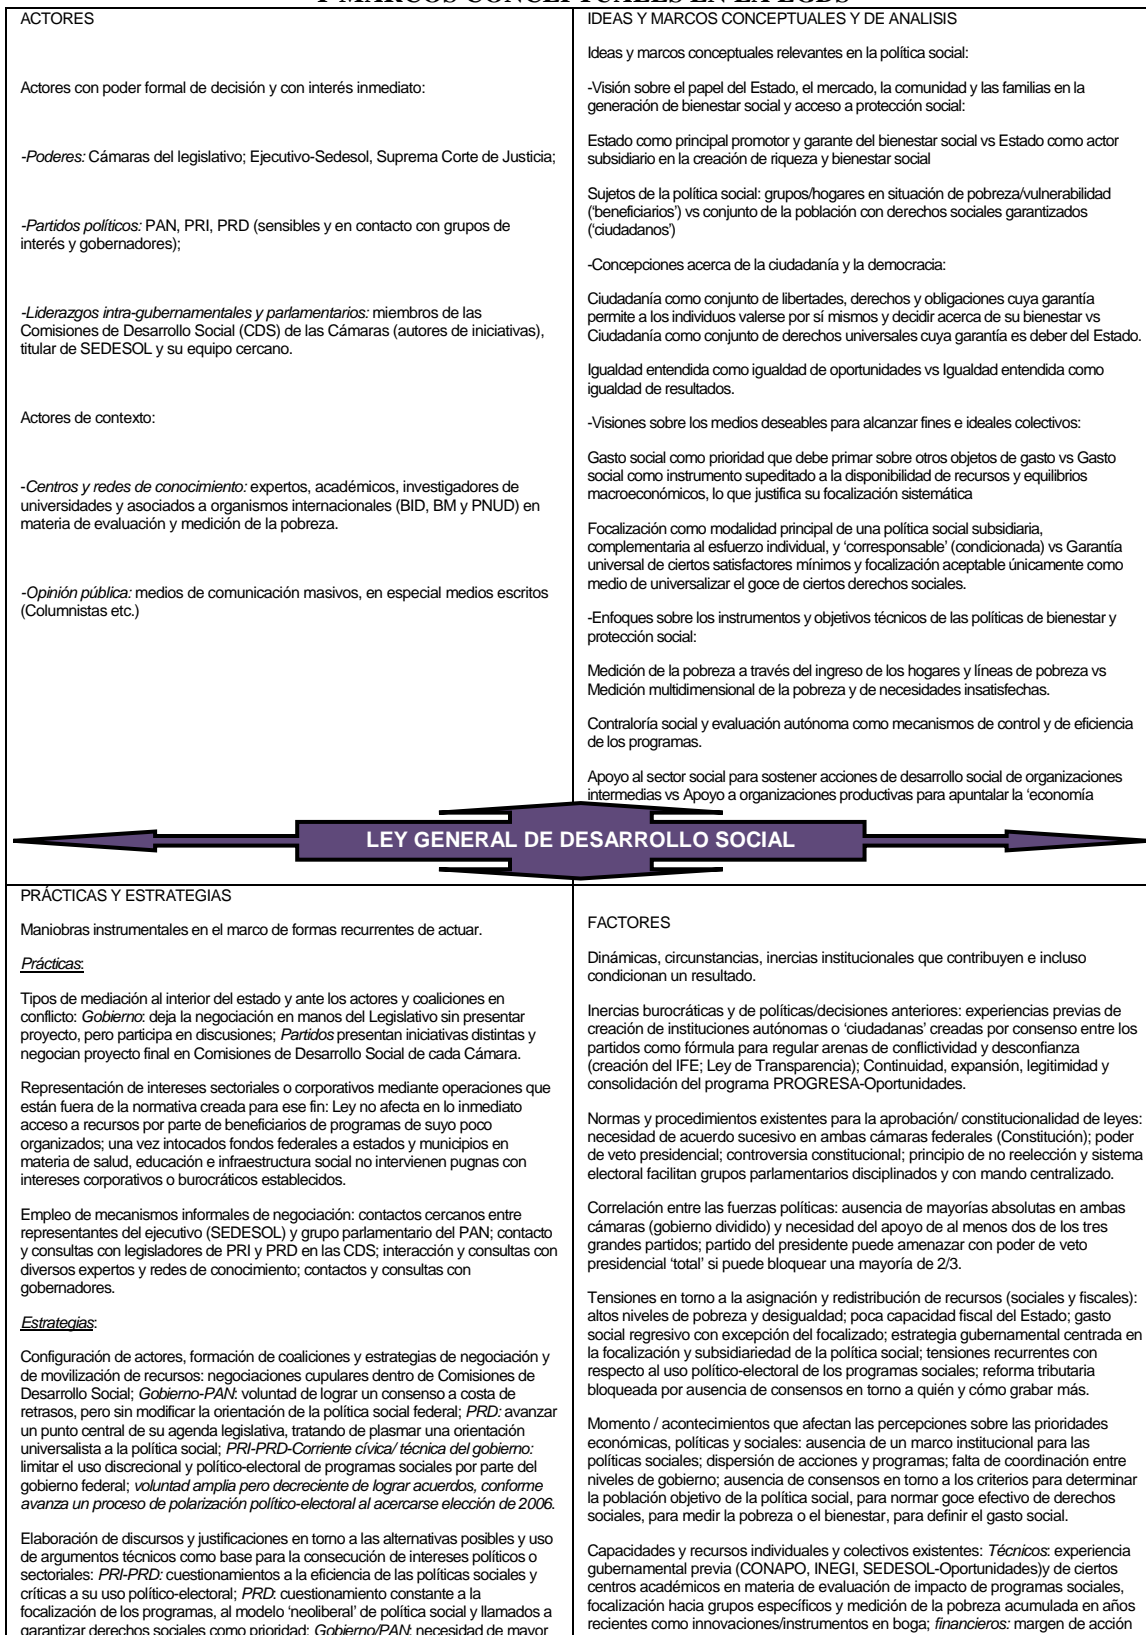 Y MARCOS CONCEPTUALES EN LA LGDS
ACTORES
Actores con poder formal de decisión y con interés inmediato:
-Poderes: Cámaras del legislativo; Ejecutivo-Sedesol, Suprema Corte de Justicia;
-Partidos políticos: PAN, PRI, PRD (sensibles y en contacto con grupos de
interés y gobernadores);
-Liderazgos intra-gubernamentales y parlamentarios: miembros de las
Comisiones de Desarrollo Social (CDS) de las Cámaras (autores de iniciativas),
titular de SEDESOL y su equipo cercano.
Actores de contexto:
-Centros y redes de conocimiento: expertos, académicos, investigadores de
universidades y asociados a organismos internacionales (BID, BM y PNUD) en
materia de evaluación y medición de la pobreza.
-Opinión pública: medios de comunicación masivos, en especial medios escritos
(Columnistas etc.)
IDEAS Y MARCOS CONCEPTUALES Y DE ANALISIS
Ideas y marcos conceptuales relevantes en la política social:
-Visión sobre el papel del Estado, el mercado, la comunidad y las familias en la
generación de bienestar social y acceso a protección social:
Estado como principal promotor y garante del bienestar social vs Estado como actor
subsidiario en la creación de riqueza y bienestar social
Sujetos de la política social: grupos/hogares en situación de pobreza/vulnerabilidad
('beneficiarios') vs conjunto de la población con derechos sociales garantizados
('ciudadanos')
-Concepciones acerca de la ciudadanía y la democracia:
Ciudadanía como conjunto de libertades, derechos y obligaciones cuya garantía
permite a los individuos valerse por sí mismos y decidir acerca de su bienestar vs
Ciudadanía como conjunto de derechos universales cuya garantía es deber del Estado.
Igualdad entendida como igualdad de oportunidades vs Igualdad entendida como
igualdad de resultados.
-Visiones sobre los medios deseables para alcanzar fines e ideales colectivos:
Gasto social como prioridad que debe primar sobre otros objetos de gasto vs Gasto
social como instrumento supeditado a la disponibilidad de recursos y equilibrios
macroeconómicos, lo que justifica su focalización sistemática
Focalización como modalidad principal de una política social subsidiaria,
complementaria al esfuerzo individual, y 'corresponsable' (condicionada) vs Garantía
universal de ciertos satisfactores mínimos y focalización aceptable únicamente como
medio de universalizar el goce de ciertos derechos sociales.
-Enfoques sobre los instrumentos y objetivos técnicos de las políticas de bienestar y
protección social:
Medición de la pobreza a través del ingreso de los hogares y líneas de pobreza vs
Medición multidimensional de la pobreza y de necesidades insatisfechas.
Contraloría social y evaluación autónoma como mecanismos de control y de eficiencia
de los programas.
Apoyo al sector social para sostener acciones de desarrollo social de organizaciones
intermedias vs Apoyo a organizaciones productivas para apuntalar la 'economía
LEY GENERAL DE DESARROLLO SOCIAL
PRÁCTICAS Y ESTRATEGIAS
Maniobras instrumentales en el marco de formas recurrentes de actuar.
Prácticas:
Tipos de mediación al interior del estado y ante los actores y coaliciones en
conflicto: Gobierno: deja la negociación en manos del Legislativo sin presentar
proyecto, pero participa en discusiones; Partidos presentan iniciativas distintas y
negocian proyecto final en Comisiones de Desarrollo Social de cada Cámara.
Representación de intereses sectoriales o corporativos mediante operaciones que
están fuera de la normativa creada para ese fin: Ley no afecta en lo inmediato
acceso a recursos por parte de beneficiarios de programas de suyo poco
organizados; una vez intocados fondos federales a estados y municipios en
materia de salud, educación e infraestructura social no intervienen pugnas con
intereses corporativos o burocráticos establecidos.
Empleo de mecanismos informales de negociación: contactos cercanos entre
representantes del ejecutivo (SEDESOL) y grupo parlamentario del PAN; contacto
y consultas con legisladores de PRI y PRD en las CDS; interacción y consultas con
diversos expertos y redes de conocimiento; contactos y consultas con
gobernadores.
Estrategias:
Configuración de actores, formación de coaliciones y estrategias de negociación y
de movilización de recursos: negociaciones cupulares dentro de Comisiones de
Desarrollo Social; Gobierno-PAN: voluntad de lograr un consenso a costa de
retrasos, pero sin modificar la orientación de la política social federal; PRD: avanzar
un punto central de su agenda legislativa, tratando de plasmar una orientación
universalista a la política social; PRI-PRD-Corriente cívica/ técnica del gobierno:
limitar el uso discrecional y político-electoral de programas sociales por parte del
gobierno federal; voluntad amplia pero decreciente de lograr acuerdos, conforme
avanza un proceso de polarización político-electoral al acercarse elección de 2006.
Elaboración de discursos y justificaciones en torno a las alternativas posibles y uso
de argumentos técnicos como base para la consecución de intereses políticos o
sectoriales: PRI-PRD: cuestionamientos a la eficiencia de las políticas sociales y
críticas a su uso político-electoral; PRD: cuestionamiento constante a la
focalización de los programas, al modelo 'neoliberal' de política social y llamados a
garantizar derechos sociales como prioridad; Gobierno/PAN: necesidad de mayor
FACTORES
Dinámicas, circunstancias, inercias institucionales que contribuyen e incluso
condicionan un resultado.
Inercias burocráticas y de políticas/decisiones anteriores: experiencias previas de
creación de instituciones autónomas o 'ciudadanas' creadas por consenso entre los
partidos como fórmula para regular arenas de conflictividad y desconfianza
(creación del IFE; Ley de Transparencia); Continuidad, expansión, legitimidad y
consolidación del programa PROGRESA-Oportunidades.
Normas y procedimientos existentes para la aprobación/ constitucionalidad de leyes:
necesidad de acuerdo sucesivo en ambas cámaras federales (Constitución); poder
de veto presidencial; controversia constitucional; principio de no reelección y sistema
electoral facilitan grupos parlamentarios disciplinados y con mando centralizado.
Correlación entre las fuerzas políticas: ausencia de mayorías absolutas en ambas
cámaras (gobierno dividido) y necesidad del apoyo de al menos dos de los tres
grandes partidos; partido del presidente puede amenazar con poder de veto
presidencial 'total' si puede bloquear una mayoría de 2/3.
Tensiones en torno a la asignación y redistribución de recursos (sociales y fiscales):
altos niveles de pobreza y desigualdad; poca capacidad fiscal del Estado; gasto
social regresivo con excepción del focalizado; estrategia gubernamental centrada en
la focalización y subsidiariedad de la política social; tensiones recurrentes con
respecto al uso político-electoral de los programas sociales; reforma tributaria
bloqueada por ausencia de consensos en torno a quién y cómo grabar más.
Momento / acontecimientos que afectan las percepciones sobre las prioridades
económicas, políticas y sociales: ausencia de un marco institucional para las
políticas sociales; dispersión de acciones y programas; falta de coordinación entre
niveles de gobierno; ausencia de consensos en torno a los criterios para determinar
la población objetivo de la política social, para normar goce efectivo de derechos
sociales, para medir la pobreza o el bienestar, para definir el gasto social.
Capacidades y recursos individuales y colectivos existentes: Técnicos: experiencia
gubernamental previa (CONAPO, INEGI, SEDESOL-Oportunidades)y de ciertos
centros académicos en materia de evaluación de impacto de programas sociales,
focalización hacia grupos específicos y medición de la pobreza acumulada en años
recientes como innovaciones/instrumentos en boga; financieros: margen de acción